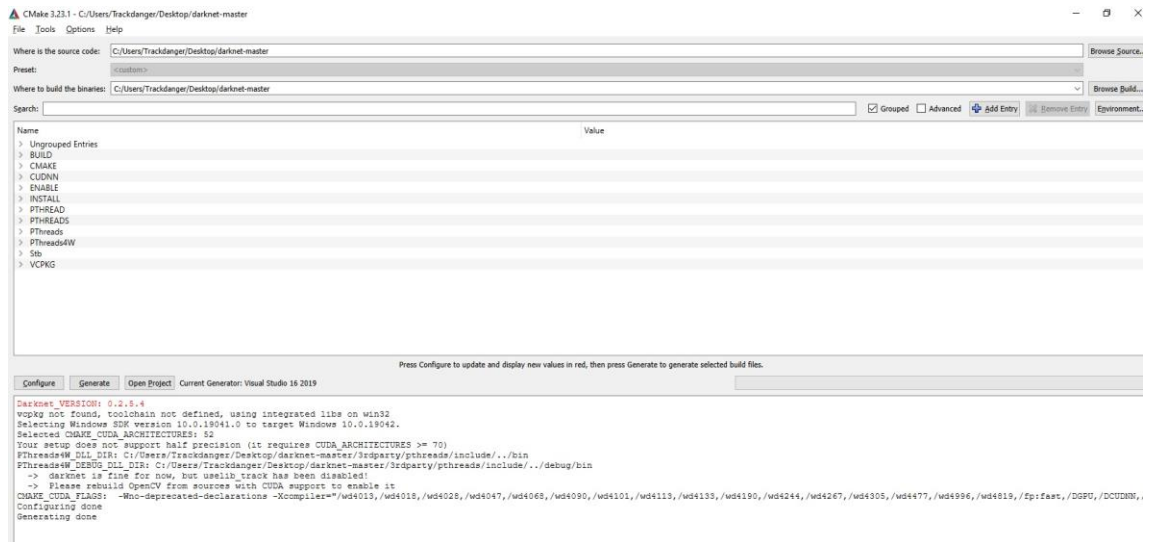 CMake 3.23.1 - C:/Users/Trackdanger/Desktop/darknet-master
File Tools Options Help
Where is the source code: C:/Users/Trackdanger/Desktop/darknet-master Browse Source..
Preset: <custom>
Where to build the binaries: C:/Users/Trackdanger/Desktop/darknet-master Browse Build...
Search: Grouped Advanced Add Entry Remove Entry Environment..
Name Value
Ungrouped Entries
BUILD
CMAKE
CUDNN
ENABLE
INSTALL
PTHREAD
PTHREADS
PThreads
PThreads4W
Stb
VCPKG
Press Configure to update and display new values in red, then press Generate to generate selected build files.
Configure Generate Open Project Current Generator: Visual Studio 16 2019
Darknet_VERSION: 0.2.5.4
vcpkg not found, toolchain not defined, using integrated libs on win32
Selecting Windows SDK version 10.0.19041.0 to target Windows 10.0.19042.
Selected CMAKE_CUDA_ARCHITECTURES: 52
Your setup does not support half precision (it requires CUDA_ARCHITECTURES >= 70)
PThreads4W_DLL_DIR: C:/Users/Trackdanger/Desktop/darknet-master/3rdparty/pthreads/include/../bin
PThreads4W_DEBUG_DLL_DIR: C:/Users/Trackdanger/Desktop/darknet-master/3rdparty/pthreads/include/../debug/bin
-> darknet is fine for now, but uselib_track has been disabled!
-> Please rebuild OpenCV from sources with CUDA support to enable it
CMAKE_CUDA_FLAGS: -Wno-deprecated-declarations -Xcompiler="/wd4013,/wd4018,/wd4028,/wd4047,/wd4068,/wd4090,/wd4101,/wd4113,/wd4133,/wd4190,/wd4244,/wd4267,/wd4305,/wd4477,/wd4996,/wd4819,/fp:fast,/DGPU,/DCUDNN,.
Configuring done
Generating done